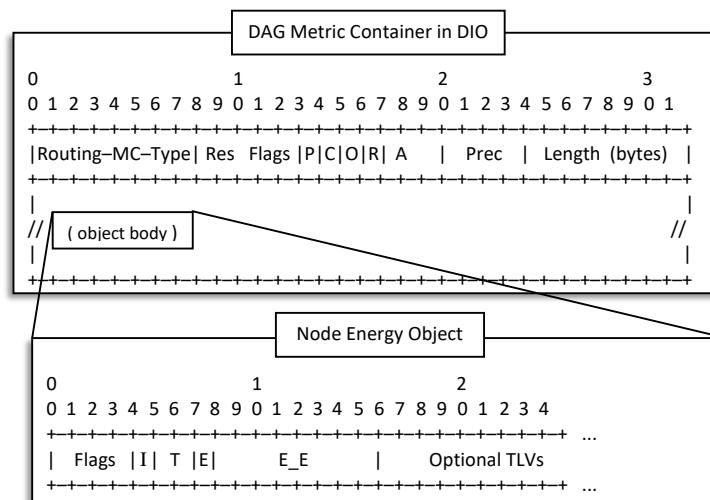 DAG Metric Container in DIO
0 1 2 3
0 1 2 3 4 5 6 7 8 9 0 1 2 3 4 5 6 7 8 9 0 1 2 3 4 5 6 7 8 9 0 1
+–+–+–+–+–+–+–+–+–+–+–+–+–+–+–+–+–+–+–+–+–+–+–+–+–+–+–+–+–+–+–+–+
|Routing–MC–Type| Res Flags|P|C|O|R| A | Prec | Length (bytes) |
+–+–+–+–+–+–+–+–+–+–+–+–+–+–+–+–+–+–+–+–+–+–+–+–+–+–+–+–+–+–+–+–+
| |
// ( object body ) //
| |
+–+–+–+–+–+–+–+–+–+–+–+–+–+–+–+–+–+–+–+–+–+–+–+–+–+–+–+–+–+–+–+–+
Node Energy Object
0 1 2
0 1 2 3 4 5 6 7 8 9 0 1 2 3 4 5 6 7 8 9 0 1 2 3 4
+–+–+–+–+–+–+–+–+–+–+–+–+–+–+–+–+–+–+–+–+–+–+–+–+–+ ...
| Flags |I| T |E| E_E | Optional TLVs
+–+–+–+–+–+–+–+–+–+–+–+–+–+–+–+–+–+–+–+–+–+–+–+–+–+ ...